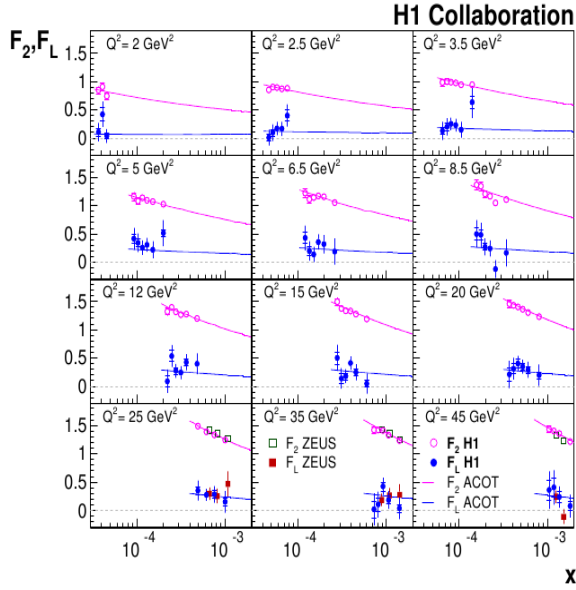 H1 Collaboration
F₂,F_L
Q² = 2 GeV² Q² = 2.5 GeV² Q² = 3.5 GeV²
1.5
1
0.5
0
Q² = 5 GeV² Q² = 6.5 GeV² Q² = 8.5 GeV²
1.5
1
0.5
0
Q² = 12 GeV² Q² = 15 GeV² Q² = 20 GeV²
1.5
1
0.5
0
Q² = 25 GeV² Q² = 35 GeV² Q² = 45 GeV²
1.5
F₂ ZEUS F₂ H1
1
F_L ZEUS F_L H1
F₂ ACOT
0.5
F_L ACOT
0
10⁻⁴ 10⁻³ 10⁻⁴ 10⁻³ 10⁻⁴ 10⁻³
x